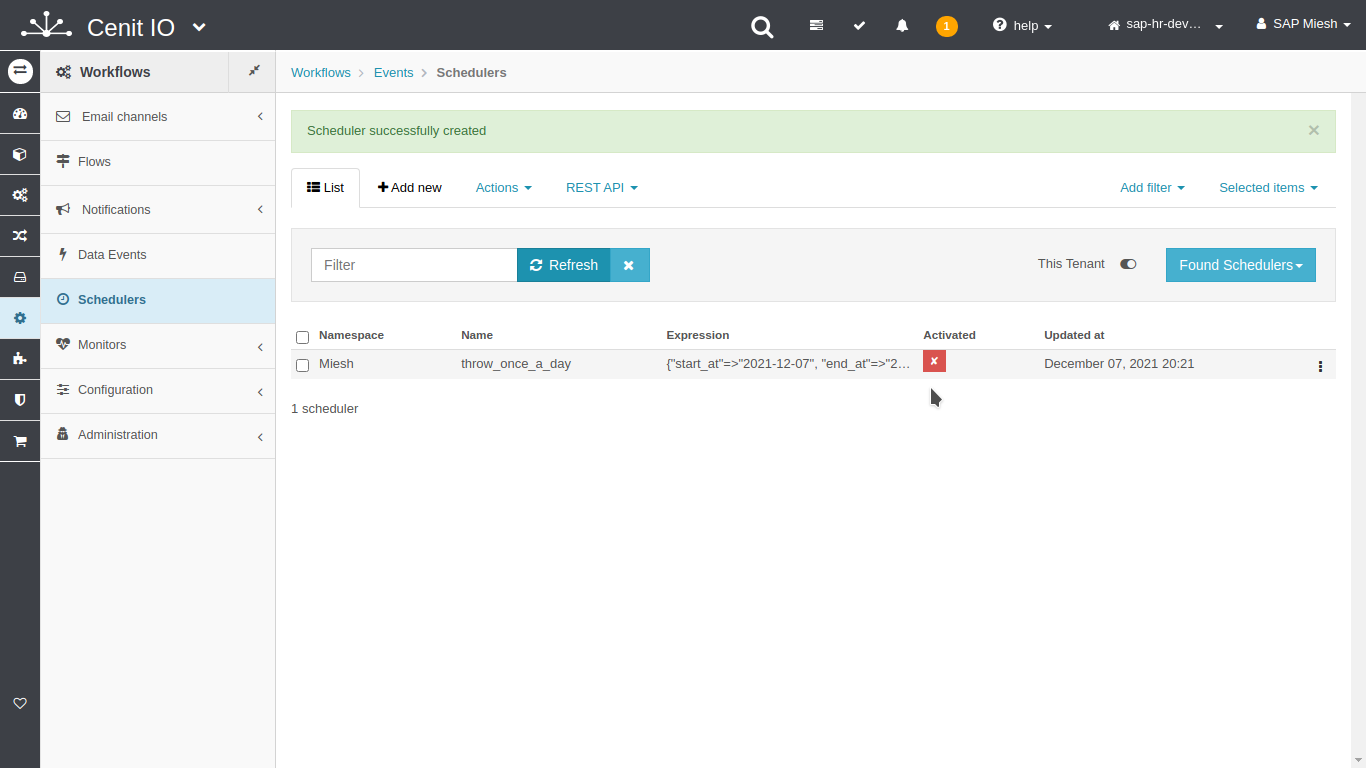 Cenit IO
1
help
sap-hr-dev…
SAP Miesh
Workflows
Workflows
Events
Schedulers
Email channels
Flows
Notifications
Data Events
Schedulers
Monitors
Configuration
Administration
Scheduler successfully created
×
List
Add new
Actions
REST API
Add filter
Selected items
Filter
Refresh
This Tenant
Found Schedulers
Namespace Name Expression Activated Updated at
Miesh throw_once_a_day {"start_at"=>"2021-12-07", "end_at"=>"2… ✘ December 07, 2021 20:21
1 scheduler